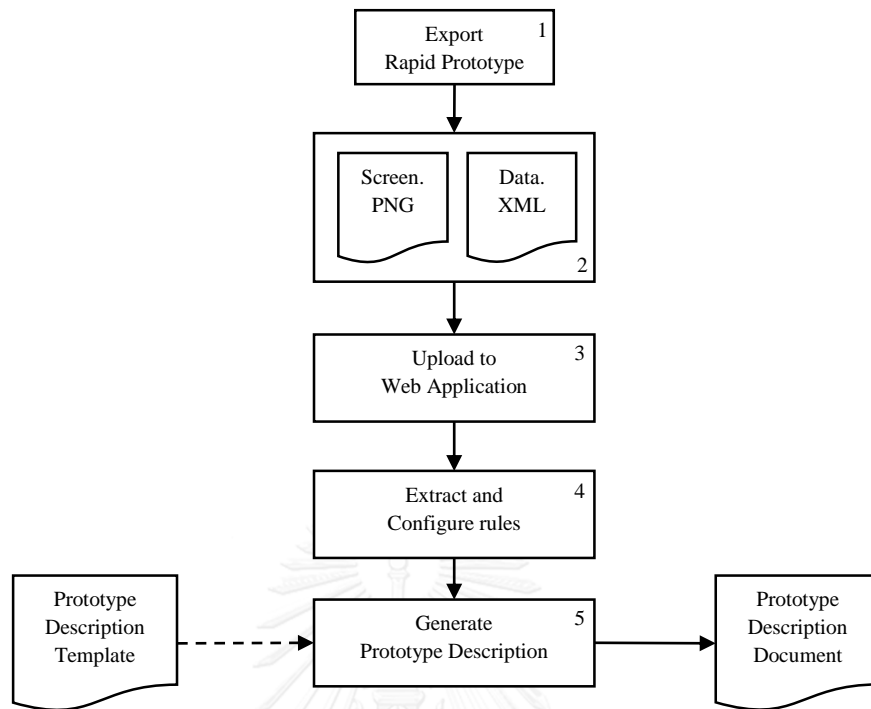 Export
Rapid Prototype
1
Screen.
PNG
Data.
XML
2
Upload to
Web Application
3
Extract and
Configure rules
4
Prototype
Description
Template
Generate
Prototype Description
5
Prototype
Description
Document